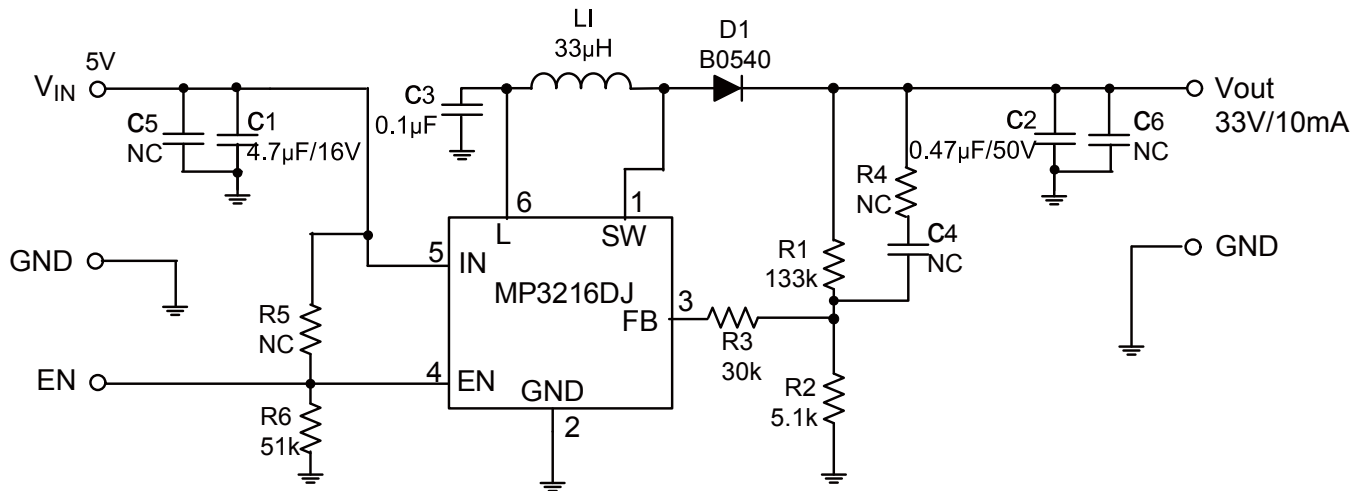 LI
33µH
D1
B0540
5V
VIN
C5
NC
C1
4.7µF/16V
C3
0.1µF
Vout
33V/10mA
C2
0.47µF/50V
C6
NC
R4
NC
C4
NC
6
1
L
SW
5
IN
MP3216DJ
3
FB
R1
133k
GND
GND
R5
NC
R3
30k
EN
4
EN
GND
2
R2
5.1k
R6
51k